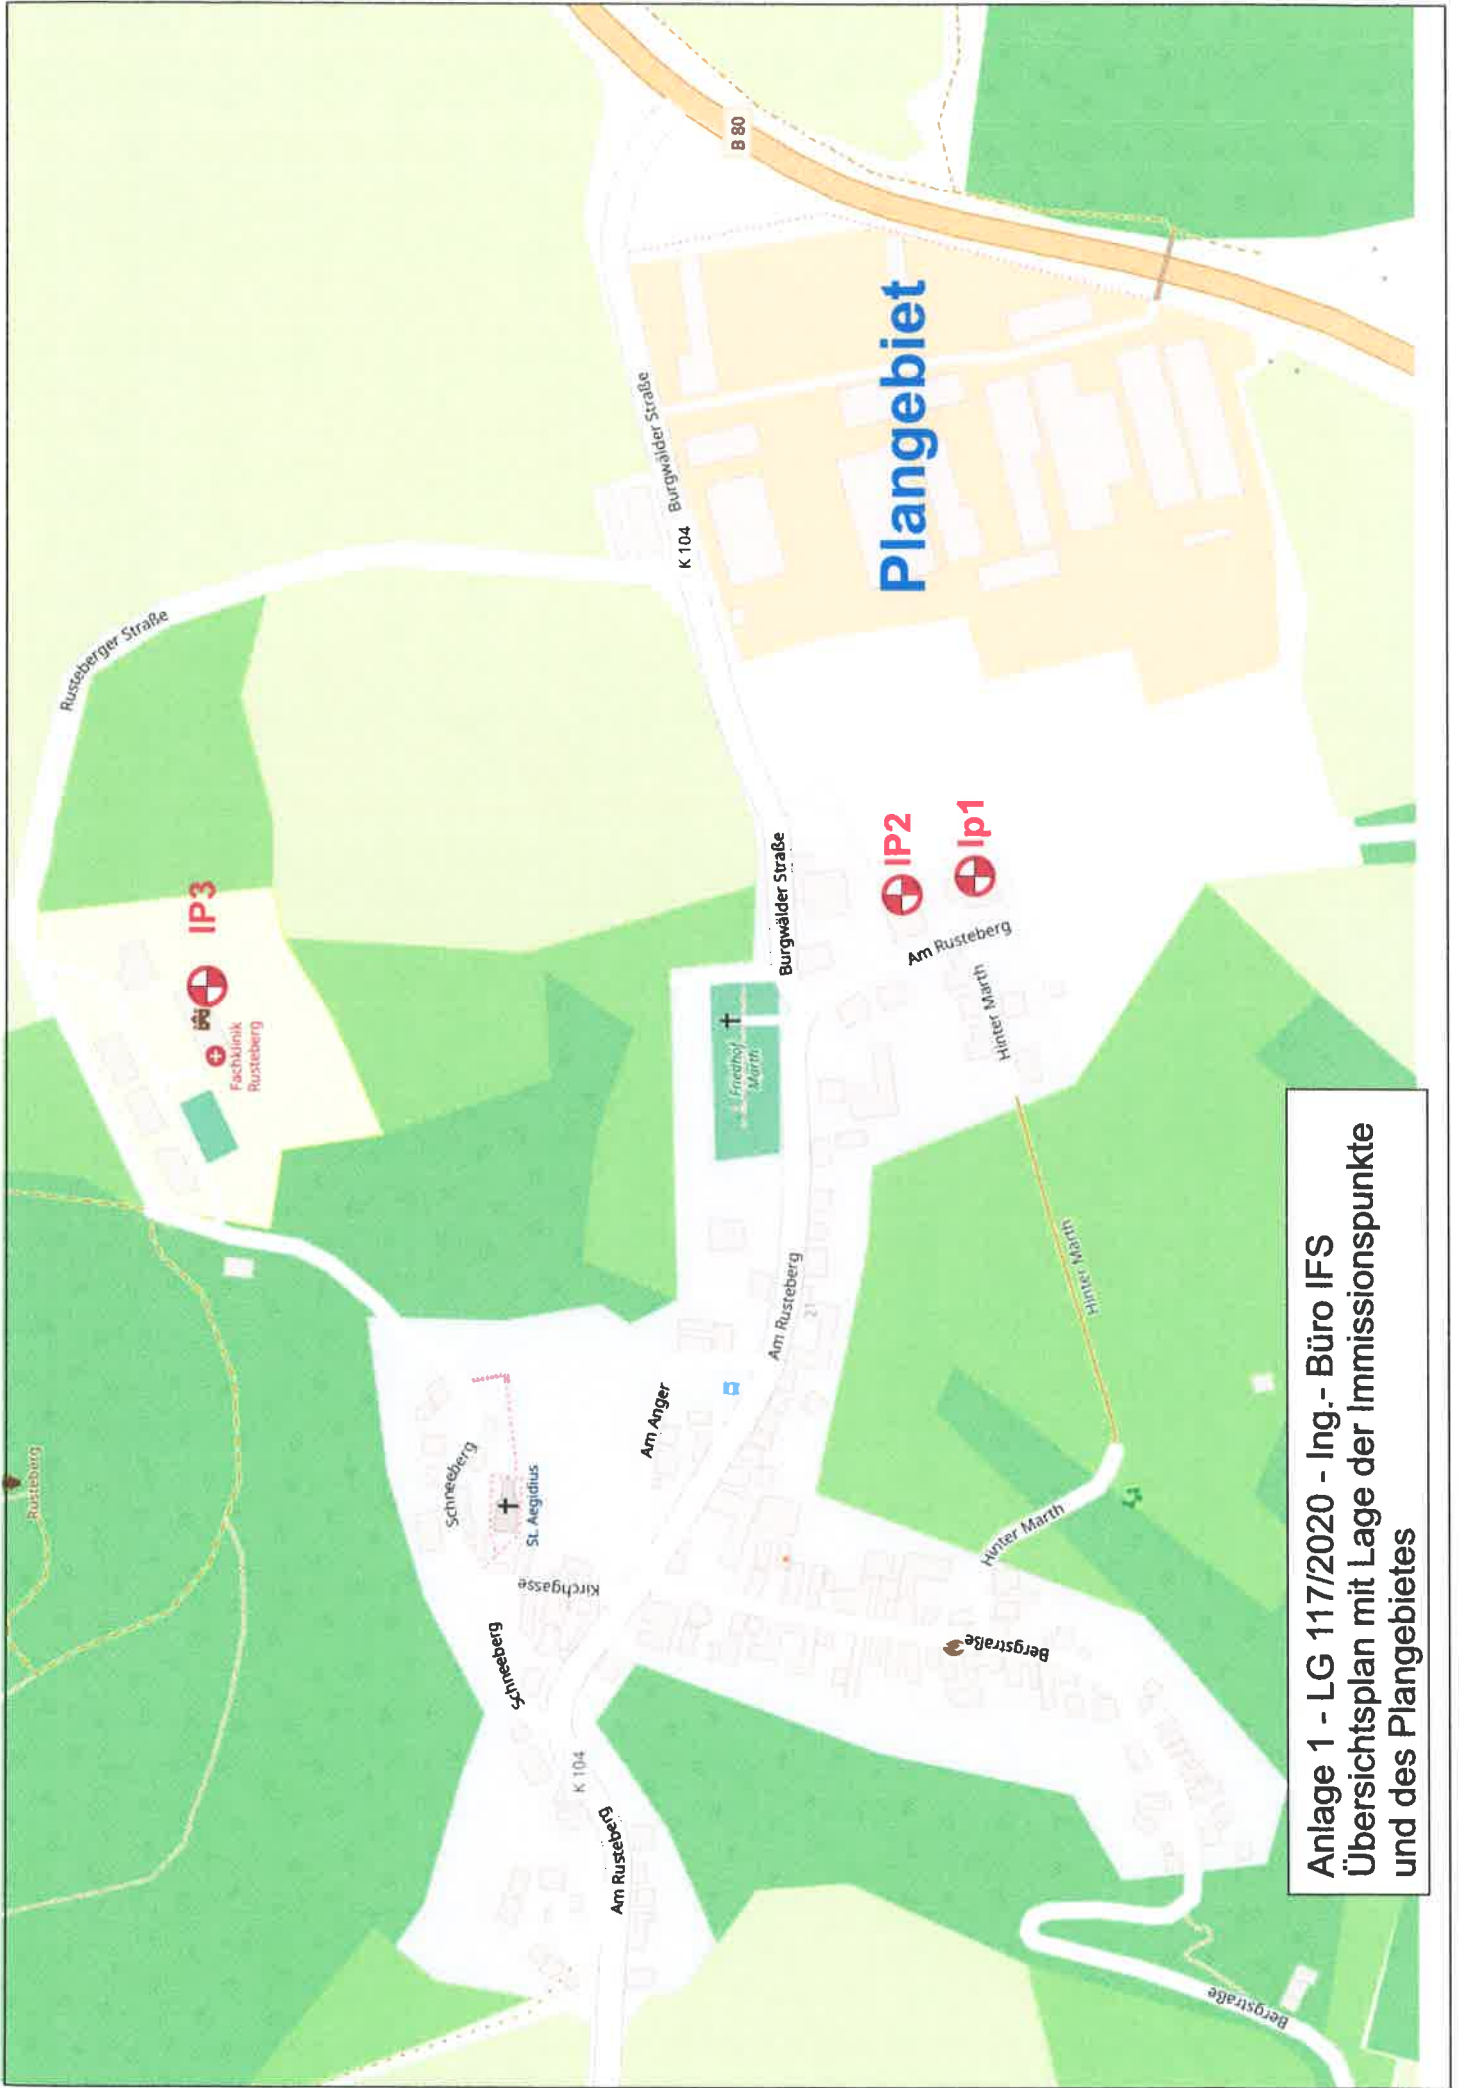 Rusteberg
Schneeberg
K 104
Am Rusteberg
Schneeberg
Kirchgasse
St. Aegidius
Am Anger
Bergstraße
Bergstraße
Hinter Marth
Hinter Marth
Hinter Marth
Am Rusteberg
21
Friedhof
Marth
Fachklinik
Rusteberg
IP3
Rusteberger Straße
Burgwälder Straße
Am Rusteberg
IP2
Ip1
K 104
Burgwälder Straße
Plangebiet
B 80
Anlage 1 - LG 117/2020 - Ing.- Büro IFS
Übersichtsplan mit Lage der Immissionspunkte
und des Plangebietes